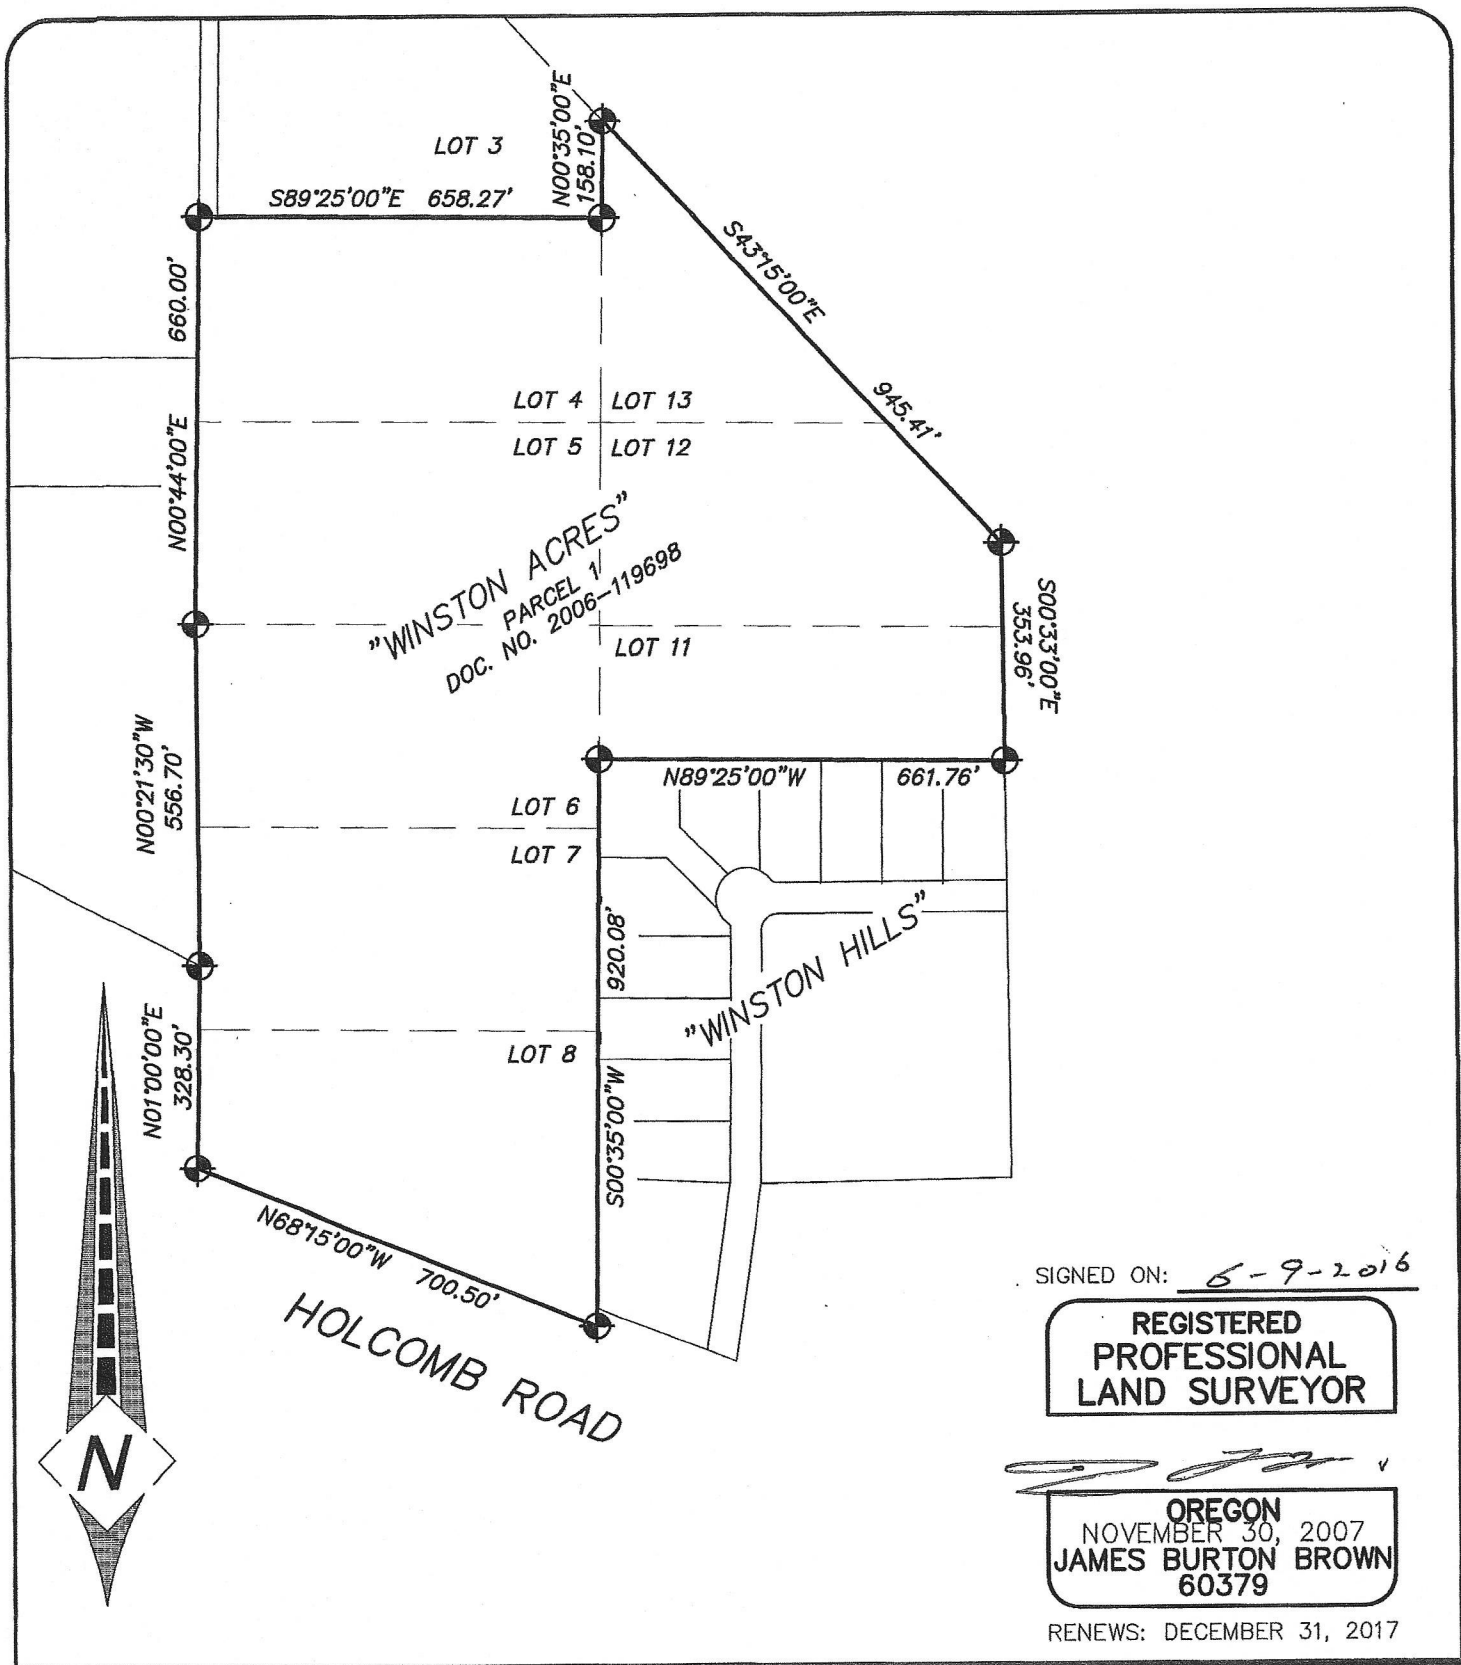 LOT 3
N00°35'00"E
158.10'
S89°25'00"E 658.27'
S43°15'00"E
945.41'
660.00'
N00°44'00"E
LOT 4 LOT 13
LOT 5 LOT 12
"WINSTON ACRES"
PARCEL 1
DOC. NO. 2006-119698
S00°33'00"E
353.96'
LOT 11
N00°21'30"W
556.70'
N89°25'00"W 661.76'
LOT 6
LOT 7
920.08'
S00°35'00"W
"WINSTON HILLS"
N01°00'00"E
328.30'
LOT 8
N68°15'00"W 700.50'
HOLCOMB ROAD
N
SIGNED ON: 6-9-2016
REGISTERED
PROFESSIONAL
LAND SURVEYOR
OREGON
NOVEMBER 30, 2007
JAMES BURTON BROWN
60379
RENEWS: DECEMBER 31, 2017